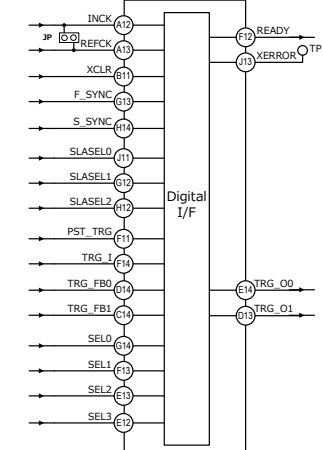 INCK A12
JP
REFCK A13
XCLR B11
F_SYNC G13
S_SYNC H14
SLASEL0 J11
SLASEL1 G12
SLASEL2 H12
PST_TRG F11
TRG_I F14
TRG_FB0 D14
TRG_FB1 C14
SEL0 G14
SEL1 F13
SEL2 E13
SEL3 E12
Digital
I/F
F12 READY
J13 XERROR TP
E14 TRG_O0
D13 TRG_O1